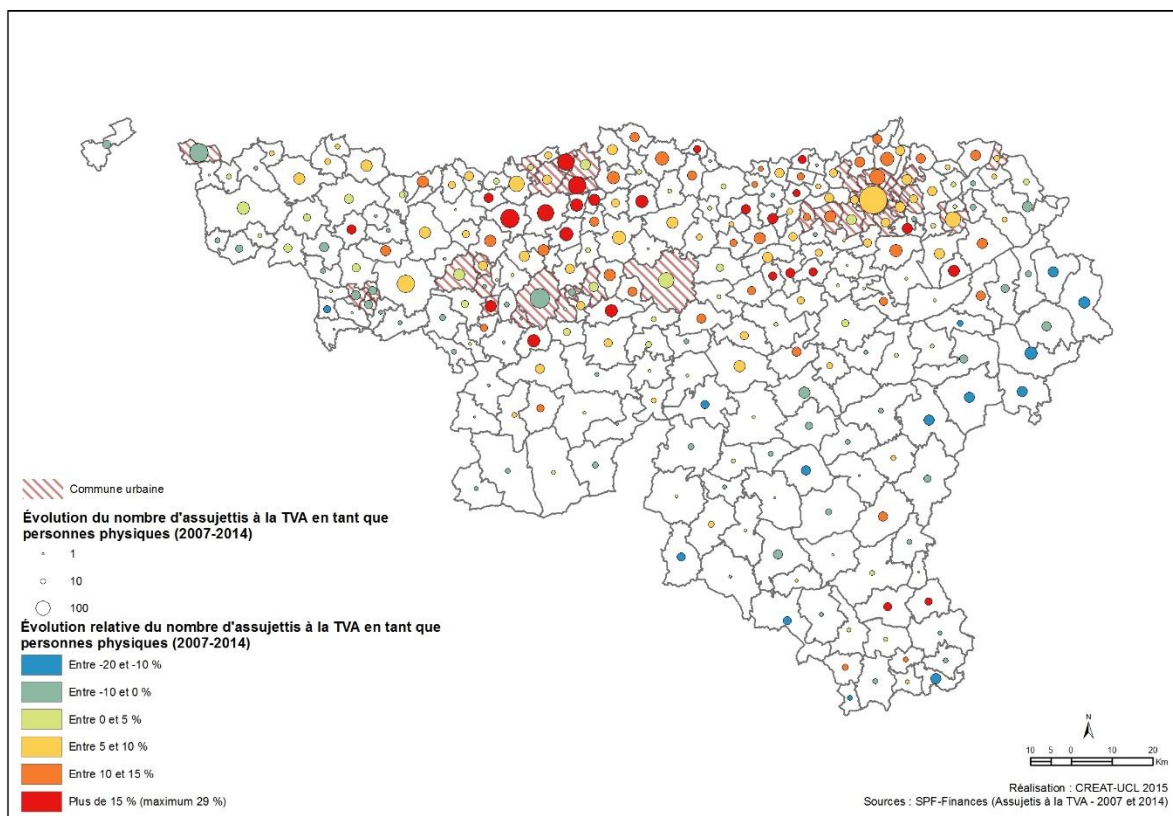 Commune urbaine
Évolution du nombre d'assujettis à la TVA en tant que
personnes physiques (2007-2014)
1
10
100
Évolution relative du nombre d'assujettis à la TVA en tant que
personnes physiques (2007-2014)
Entre -20 et -10 %
Entre -10 et 0 %
Entre 0 et 5 %
Entre 5 et 10 %
Entre 10 et 15 %
Plus de 15 % (maximum 29 %)
N
10 5 0 10 20
Km
Réalisation : CREAT-UCL 2015
Sources : SPF-Finances (Assujetis à la TVA - 2007 et 2014)